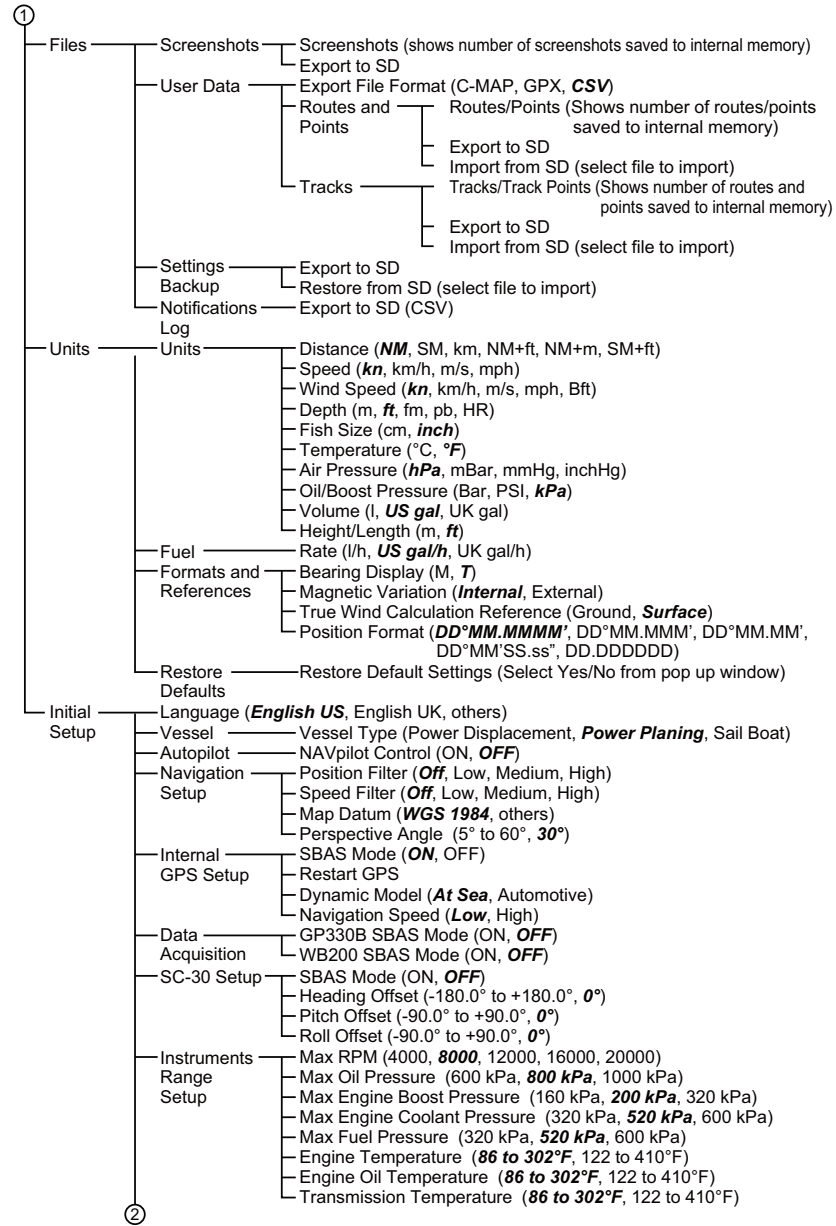 ①
Files Screenshots Screenshots (shows number of screenshots saved to internal memory)
Export to SD
User Data Export File Format (C-MAP, GPX, CSV)
Routes and Points Routes/Points (Shows number of routes/points saved to internal memory)
Export to SD
Import from SD (select file to import)
Tracks Tracks/Track Points (Shows number of routes and points saved to internal memory)
Export to SD
Import from SD (select file to import)
Settings Backup Export to SD
Restore from SD (select file to import)
Notifications Log Export to SD (CSV)
Units Units Distance (NM, SM, km, NM+ft, NM+m, SM+ft)
Speed (kn, km/h, m/s, mph)
Wind Speed (kn, km/h, m/s, mph, Bft)
Depth (m, ft, fm, pb, HR)
Fish Size (cm, inch)
Temperature (°C, °F)
Air Pressure (hPa, mBar, mmHg, inchHg)
Oil/Boost Pressure (Bar, PSI, kPa)
Volume (l, US gal, UK gal)
Height/Length (m, ft)
Fuel Rate (l/h, US gal/h, UK gal/h)
Formats and References Bearing Display (M, T)
Magnetic Variation (Internal, External)
True Wind Calculation Reference (Ground, Surface)
Position Format (DD°MM.MMMM’, DD°MM.MMM’, DD°MM.MM’,
DD°MM’SS.ss”, DD.DDDDDD)
Restore Defaults Restore Default Settings (Select Yes/No from pop up window)
Initial Setup Language (English US, English UK, others)
Vessel Vessel Type (Power Displacement, Power Planing, Sail Boat)
Autopilot NAVpilot Control (ON, OFF)
Navigation Setup Position Filter (Off, Low, Medium, High)
Speed Filter (Off, Low, Medium, High)
Map Datum (WGS 1984, others)
Perspective Angle (5° to 60°, 30°)
Internal GPS Setup SBAS Mode (ON, OFF)
Restart GPS
Dynamic Model (At Sea, Automotive)
Navigation Speed (Low, High)
Data Acquisition GP330B SBAS Mode (ON, OFF)
WB200 SBAS Mode (ON, OFF)
SC-30 Setup SBAS Mode (ON, OFF)
Heading Offset (-180.0° to +180.0°, 0°)
Pitch Offset (-90.0° to +90.0°, 0°)
Roll Offset (-90.0° to +90.0°, 0°)
Instruments Range Setup Max RPM (4000, 8000, 12000, 16000, 20000)
Max Oil Pressure (600 kPa, 800 kPa, 1000 kPa)
Max Engine Boost Pressure (160 kPa, 200 kPa, 320 kPa)
Max Engine Coolant Pressure (320 kPa, 520 kPa, 600 kPa)
Max Fuel Pressure (320 kPa, 520 kPa, 600 kPa)
Engine Temperature (86 to 302°F, 122 to 410°F)
Engine Oil Temperature (86 to 302°F, 122 to 410°F)
Transmission Temperature (86 to 302°F, 122 to 410°F)
②